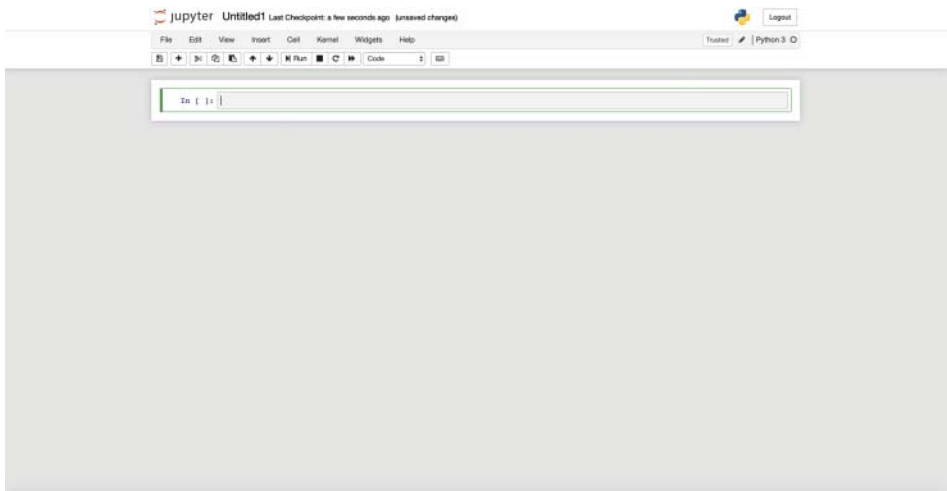 jupyter Untitled1 Last Checkpoint: a few seconds ago (unsaved changes) Logout
File Edit View Insert Cell Kernel Widgets Help Trusted Python 3
Run Code
In [ ]: